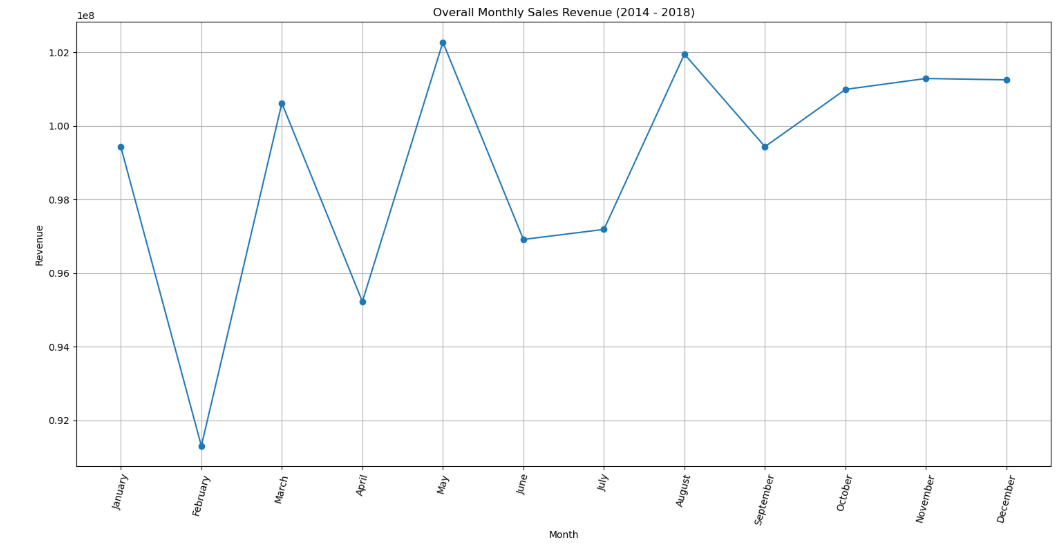 Overall Monthly Sales Revenue (2014 - 2018)
1e8
1.02
1.00
0.98
0.96
0.94
0.92
Revenue
January
February
March
April
May
June
July
August
September
October
November
December
Month